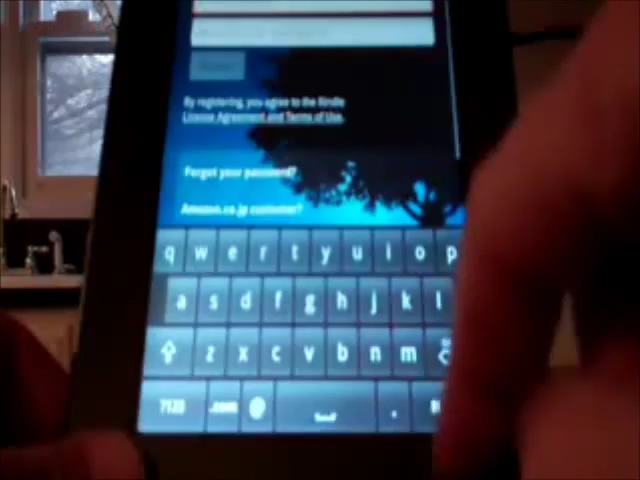 By registering, you agree to the Kindle
License Agreement and Terms of Use.
Forgot your password?
Amazon.co.jp customer?
q w e r t y u i o p
a s d f g h j k l
z x c v b n m
.com @ .